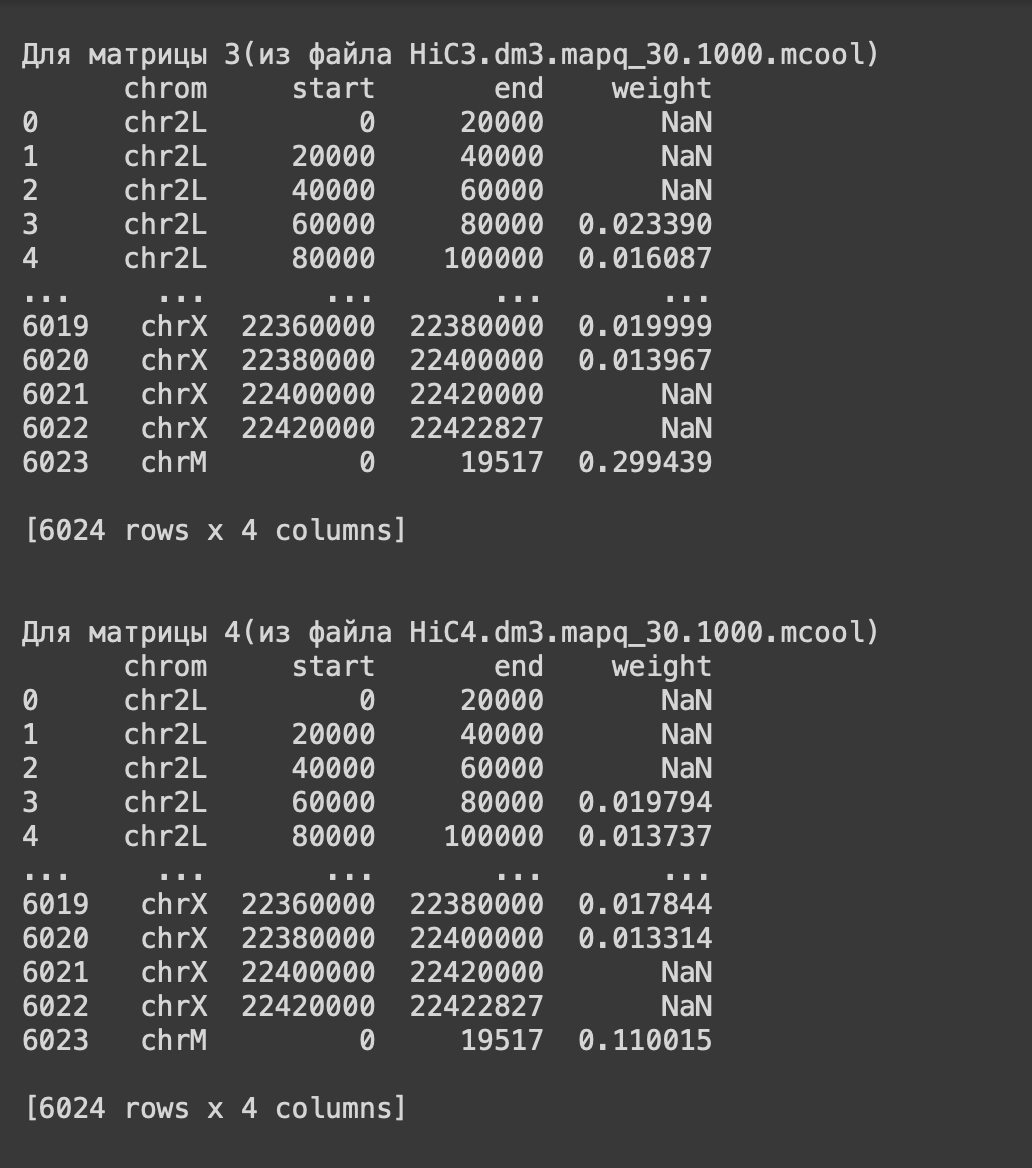 Для матрицы 3(из файла HiC3.dm3.mapq_30.1000.mcool)
chrom start end weight
0 chr2L 0 20000 NaN
1 chr2L 20000 40000 NaN
2 chr2L 40000 60000 NaN
3 chr2L 60000 80000 0.023390
4 chr2L 80000 100000 0.016087
... ... ... ... ...
6019 chrX 22360000 22380000 0.019999
6020 chrX 22380000 22400000 0.013967
6021 chrX 22400000 22420000 NaN
6022 chrX 22420000 22422827 NaN
6023 chrM 0 19517 0.299439
[6024 rows x 4 columns]
Для матрицы 4(из файла HiC4.dm3.mapq_30.1000.mcool)
chrom start end weight
0 chr2L 0 20000 NaN
1 chr2L 20000 40000 NaN
2 chr2L 40000 60000 NaN
3 chr2L 60000 80000 0.019794
4 chr2L 80000 100000 0.013737
... ... ... ... ...
6019 chrX 22360000 22380000 0.017844
6020 chrX 22380000 22400000 0.013314
6021 chrX 22400000 22420000 NaN
6022 chrX 22420000 22422827 NaN
6023 chrM 0 19517 0.110015
[6024 rows x 4 columns]